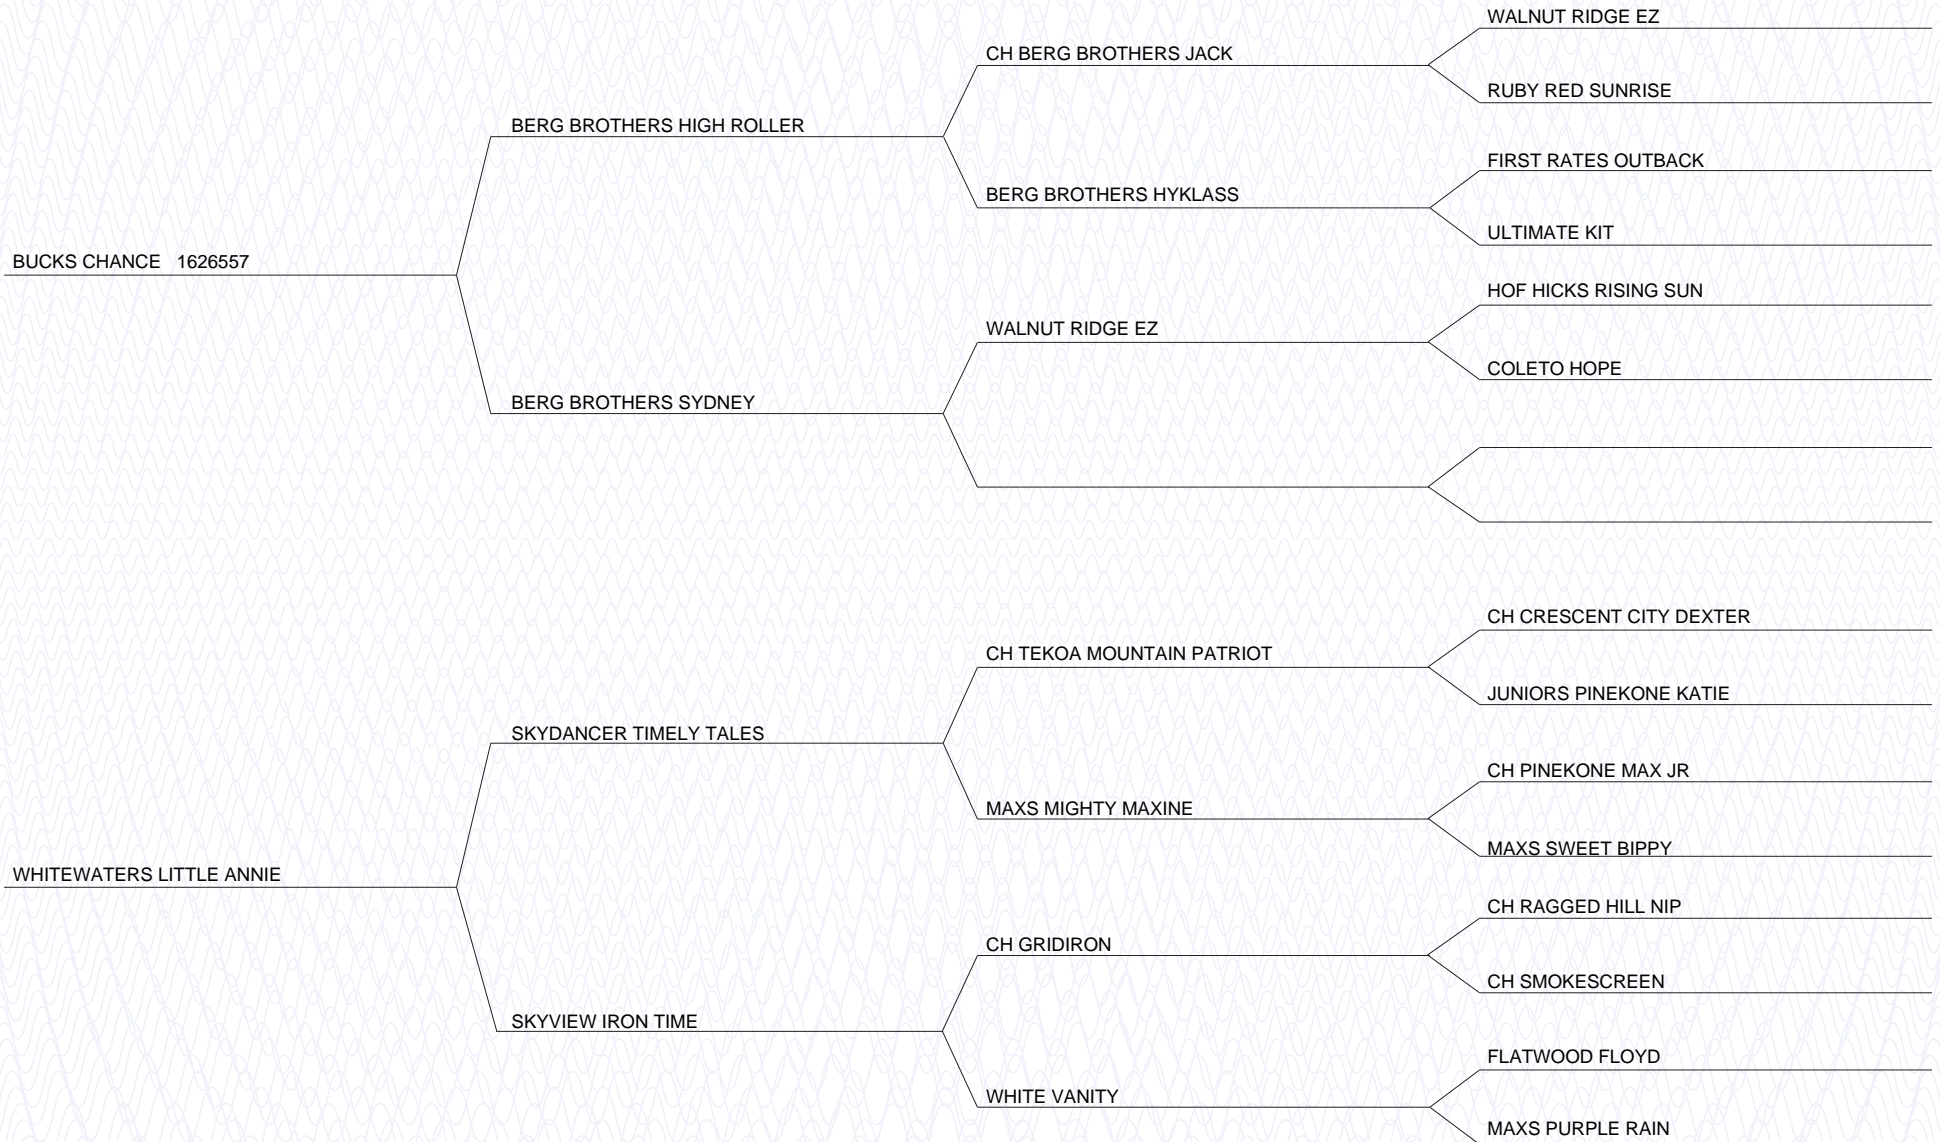 WALNUT RIDGE EZ
CH BERG BROTHERS JACK
RUBY RED SUNRISE
BERG BROTHERS HIGH ROLLER
FIRST RATES OUTBACK
BERG BROTHERS HYKLASS
ULTIMATE KIT
BUCKS CHANCE 1626557
HOF HICKS RISING SUN
WALNUT RIDGE EZ
COLETO HOPE
BERG BROTHERS SYDNEY
CH CRESCENT CITY DEXTER
CH TEKOA MOUNTAIN PATRIOT
JUNIORS PINEKONE KATIE
SKYDANCER TIMELY TALES
CH PINEKONE MAX JR
MAXS MIGHTY MAXINE
MAXS SWEET BIPPY
WHITEWATERS LITTLE ANNIE
CH RAGGED HILL NIP
CH GRIDIRON
CH SMOKESCREEN
SKYVIEW IRON TIME
FLATWOOD FLOYD
WHITE VANITY
MAXS PURPLE RAIN